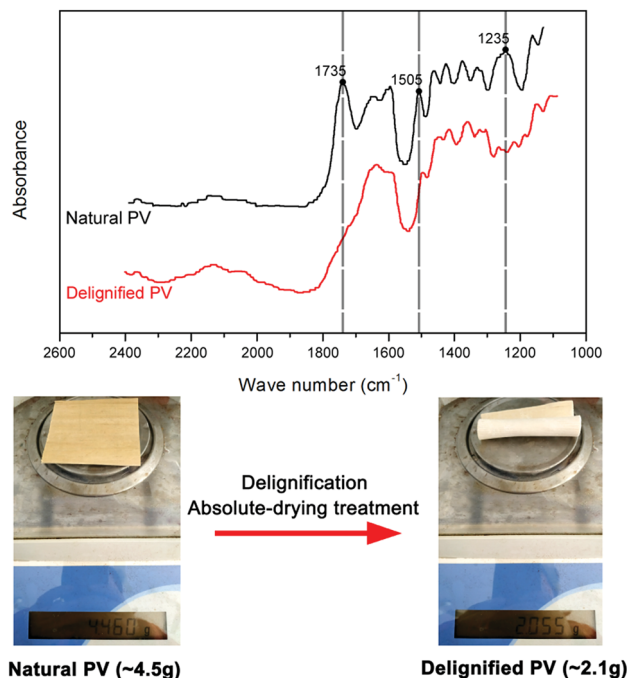 1735
1505
1235
Absorbance
Natural PV
Delignified PV
2600 2400 2200 2000 1800 1600 1400 1200 1000
Wave number (cm⁻¹)
Delignification
Absolute-drying treatment
4.460 g
2.055 g
Natural PV (~4.5g)
Delignified PV (~2.1g)